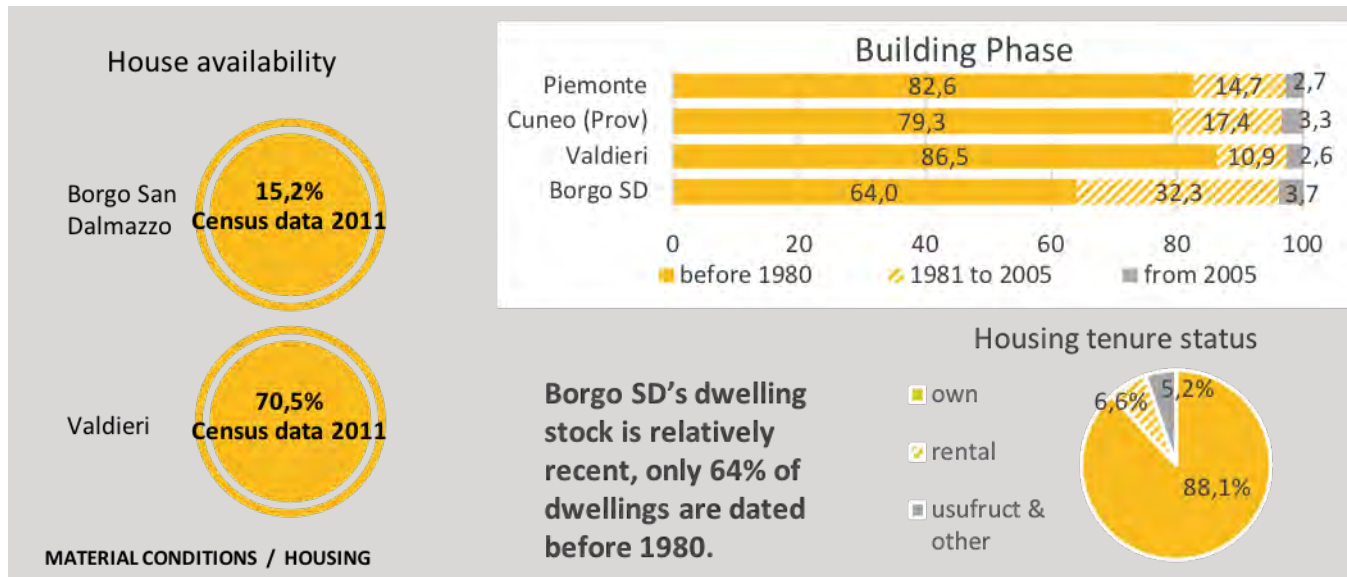 House availability
Borgo San
Dalmazzo
15,2%
Census data 2011
Valdieri
70,5%
Census data 2011
MATERIAL CONDITIONS / HOUSING
Building Phase
Piemonte
82,6
14,7
2,7
Cuneo (Prov)
79,3
17,4
3,3
Valdieri
86,5
10,9
2,6
Borgo SD
64,0
32,3
3,7
0 20 40 60 80 100
before 1980 1981 to 2005 from 2005
Borgo SD’s dwelling
stock is relatively
recent, only 64% of
dwellings are dated
before 1980.
Housing tenure status
own
rental
usufruct &
other
6,6%
5,2%
88,1%